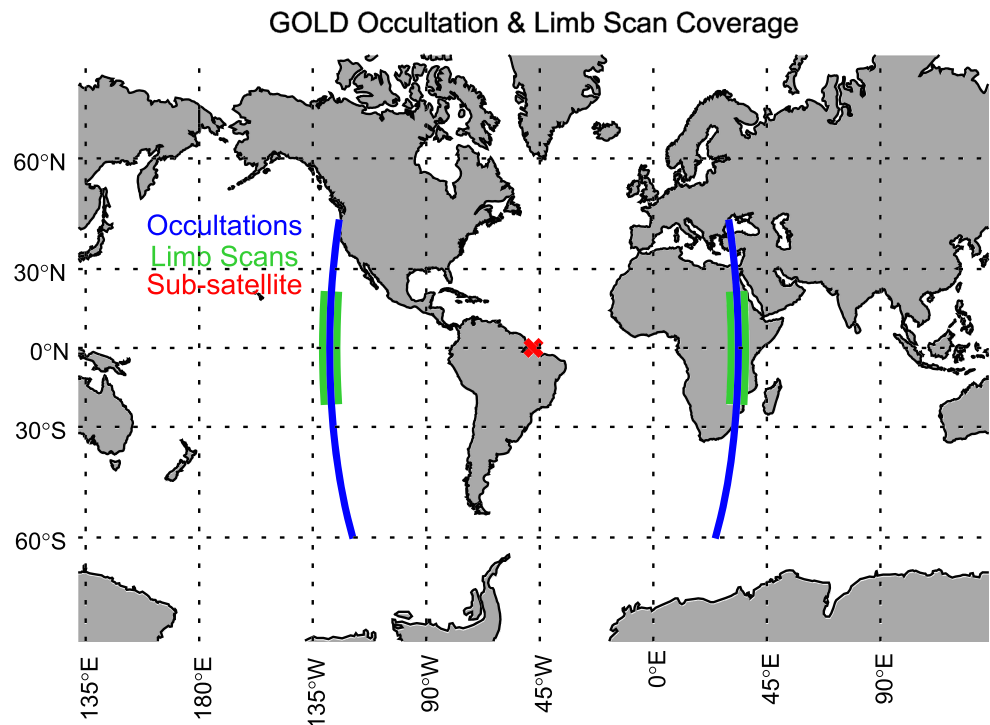 GOLD Occultation & Limb Scan Coverage
60°N
Occultations
Limb Scans
30°N
Sub-satellite
0°N
30°S
60°S
135°E
180°E
135°W
90°W
45°W
0°E
45°E
90°E